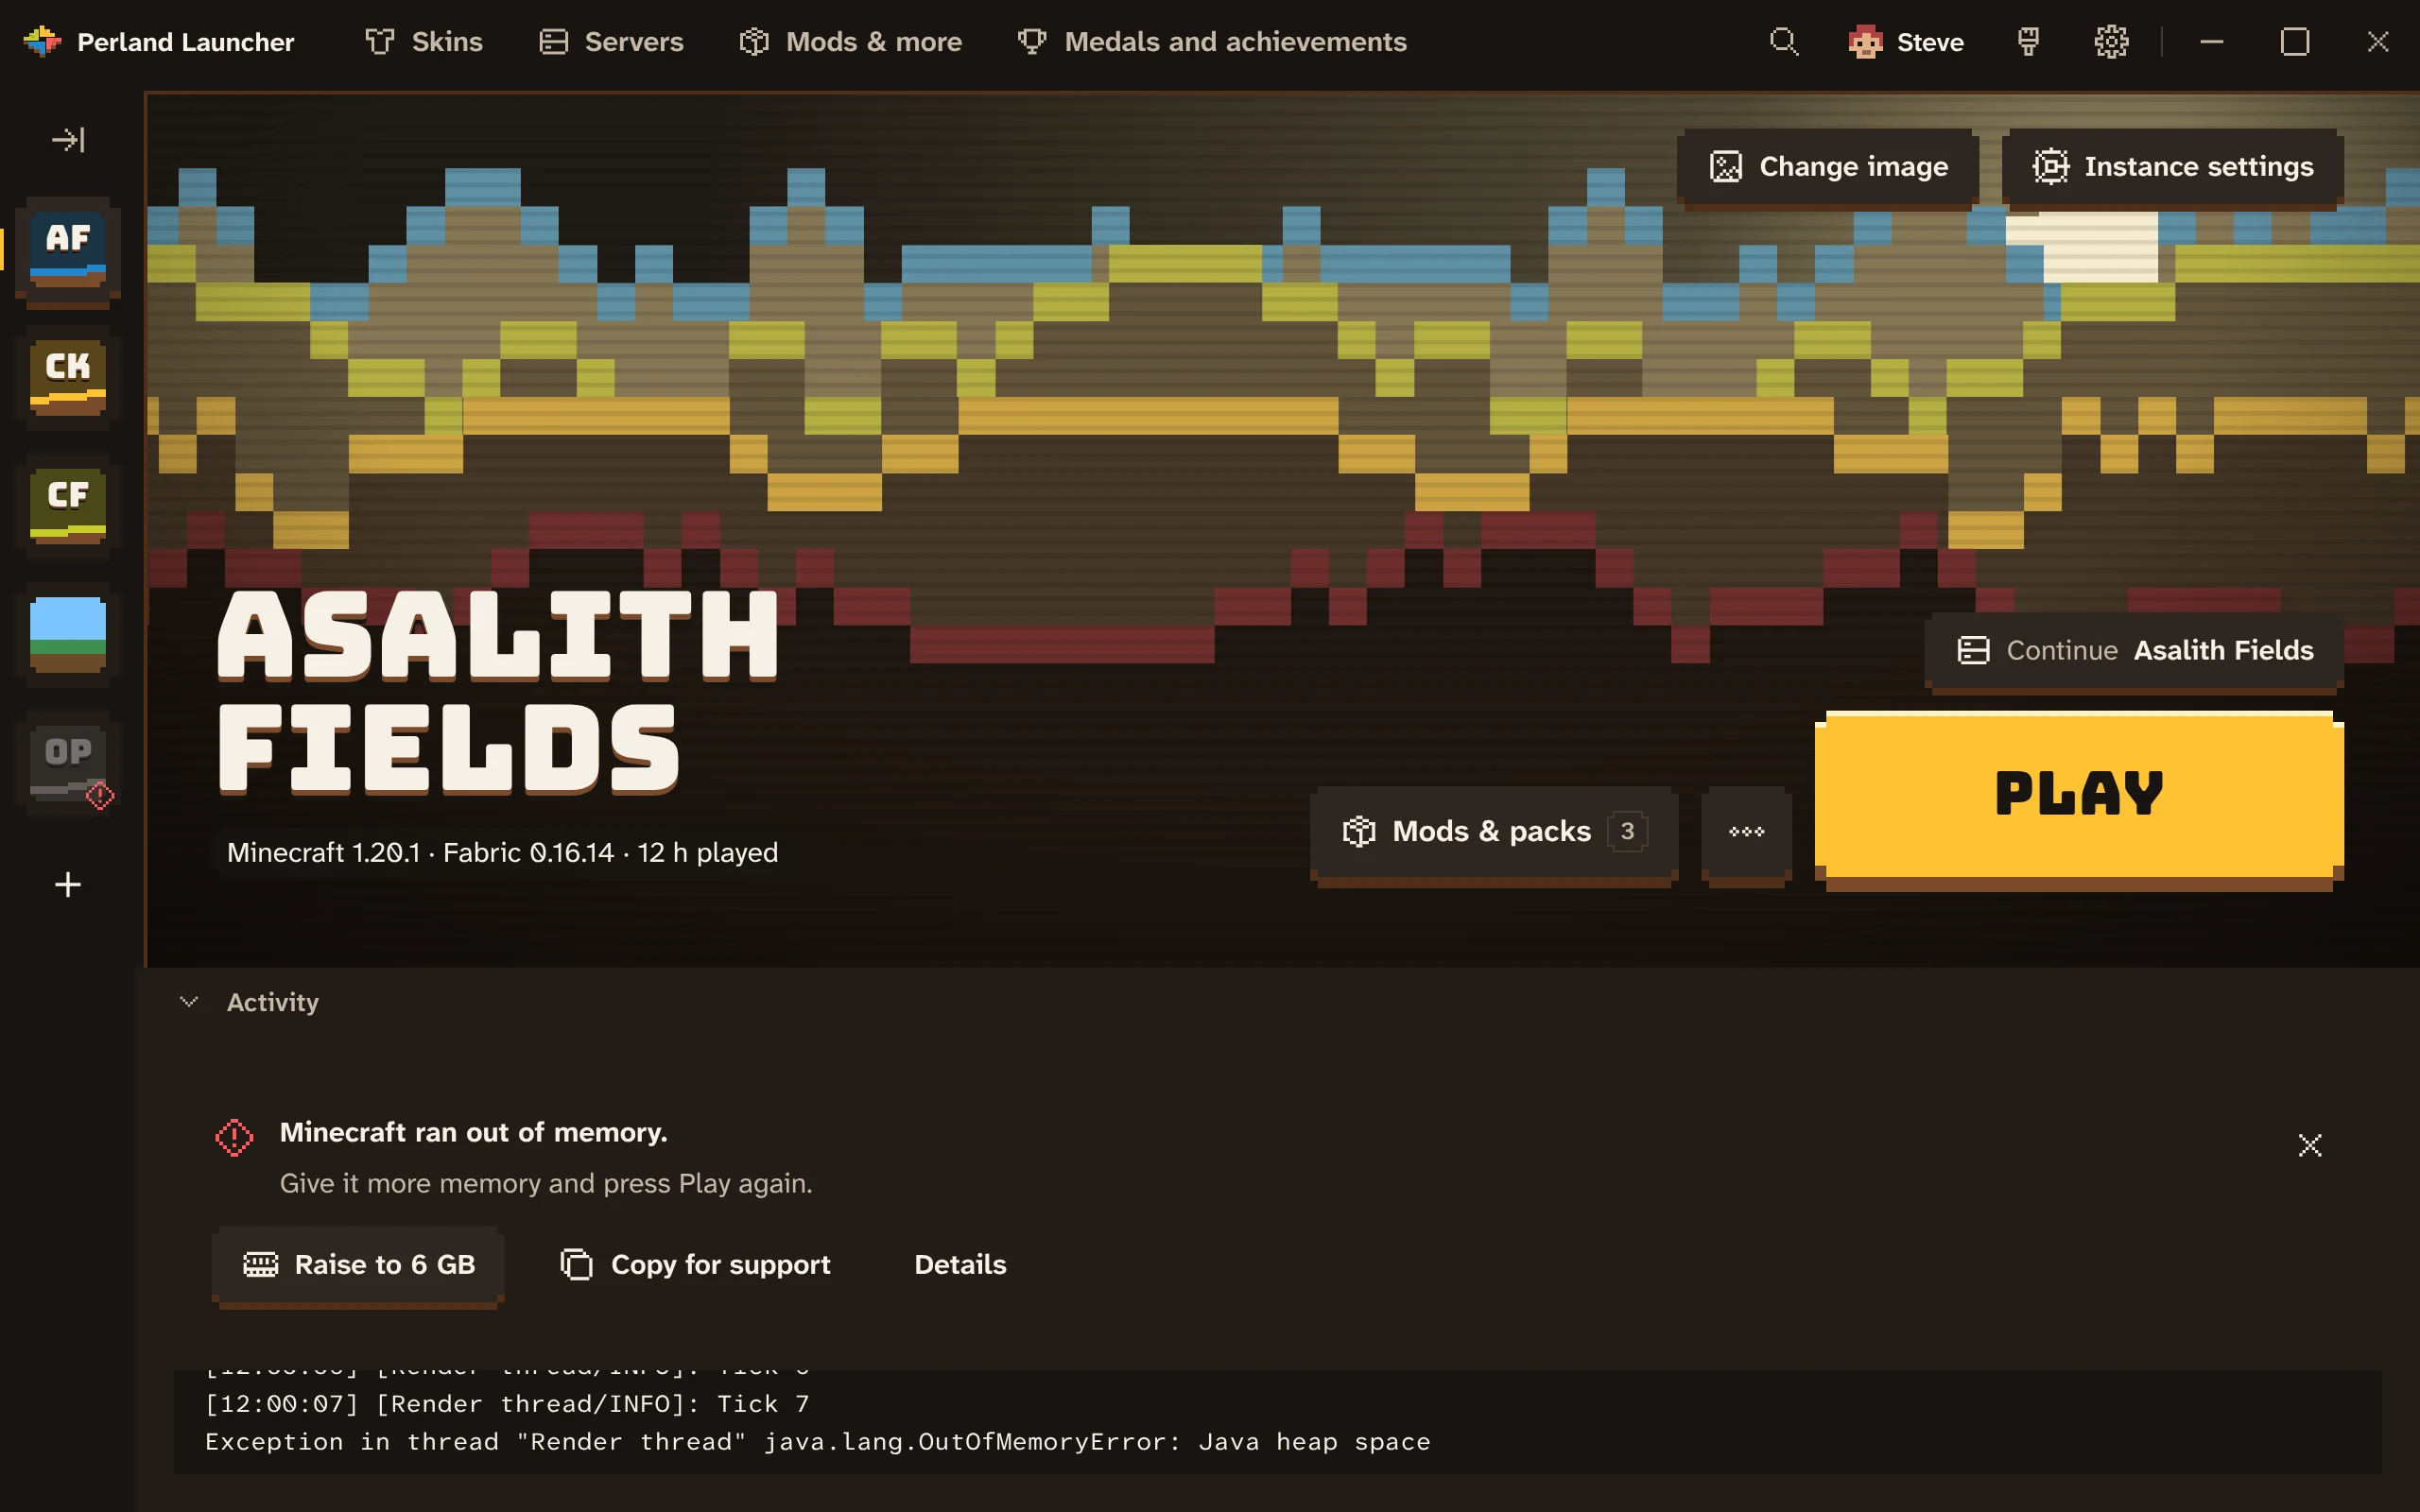 Perland Launcher
Skins
Servers
Mods & more
Medals and achievements
Steve
Change image
Instance settings
AF
CK
CF
OP
ASALITH
FIELDS
Minecraft 1.20.1 · Fabric 0.16.14 · 12 h played
Continue Asalith Fields
Mods & packs 3
PLAY
Activity
Minecraft ran out of memory.
Give it more memory and press Play again.
Raise to 6 GB
Copy for support
Details
[12:00:07] [Render thread/INFO]: Tick 7
Exception in thread "Render thread" java.lang.OutOfMemoryError: Java heap space